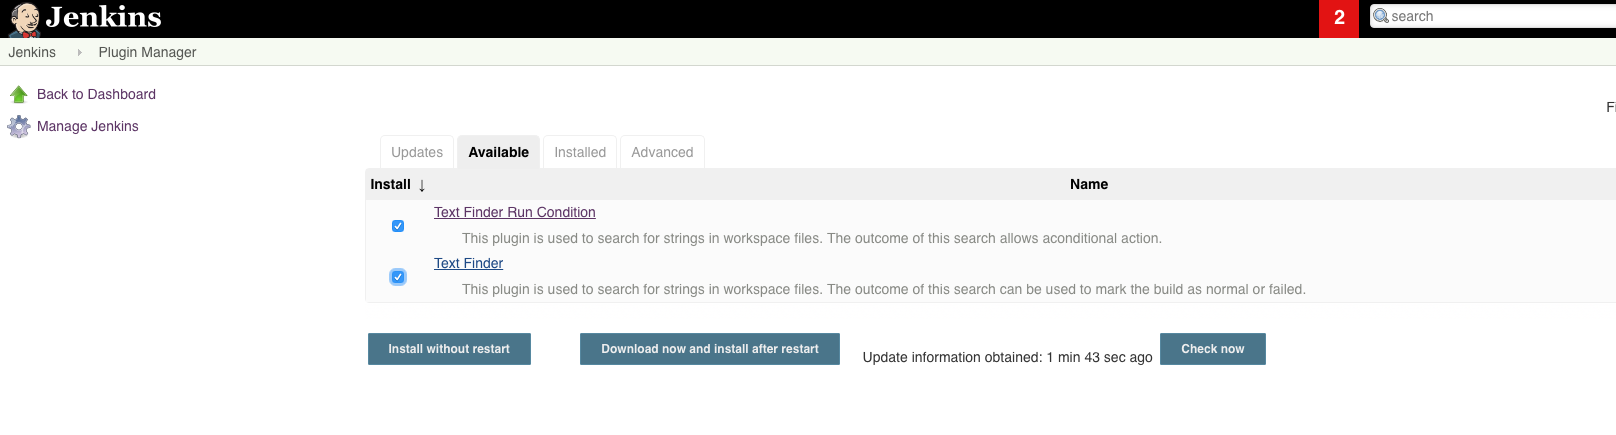 Jenkins
2
search
Jenkins
Plugin Manager
Back to Dashboard
Manage Jenkins
Fi
Updates
Available
Installed
Advanced
Install ↓
Name
Text Finder Run Condition
This plugin is used to search for strings in workspace files. The outcome of this search allows aconditional action.
Text Finder
This plugin is used to search for strings in workspace files. The outcome of this search can be used to mark the build as normal or failed.
Install without restart
Download now and install after restart
Update information obtained: 1 min 43 sec ago
Check now